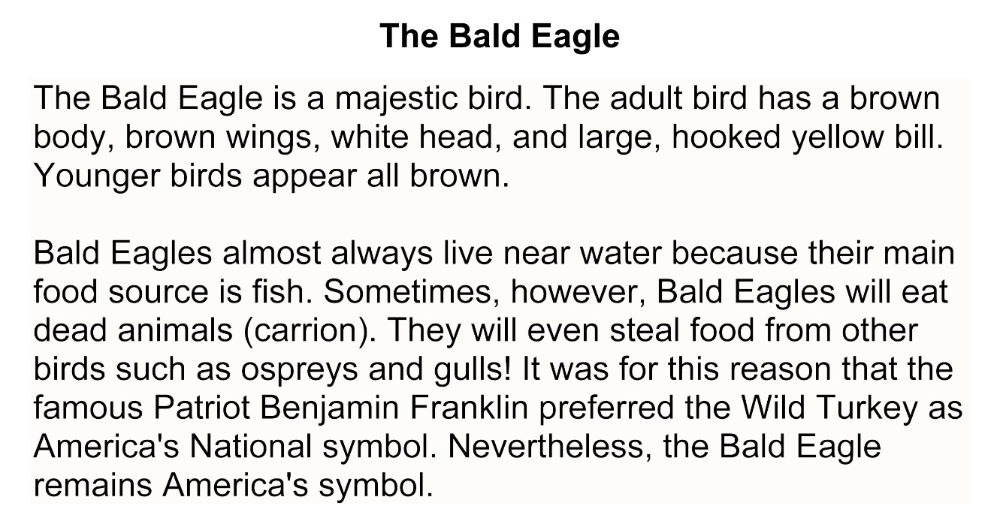 The Bald Eagle
The Bald Eagle is a majestic bird. The adult bird has a brown
body, brown wings, white head, and large, hooked yellow bill.
Younger birds appear all brown.
Bald Eagles almost always live near water because their main
food source is fish. Sometimes, however, Bald Eagles will eat
dead animals (carrion). They will even steal food from other
birds such as ospreys and gulls! It was for this reason that the
famous Patriot Benjamin Franklin preferred the Wild Turkey as
America's National symbol. Nevertheless, the Bald Eagle
remains America's symbol.